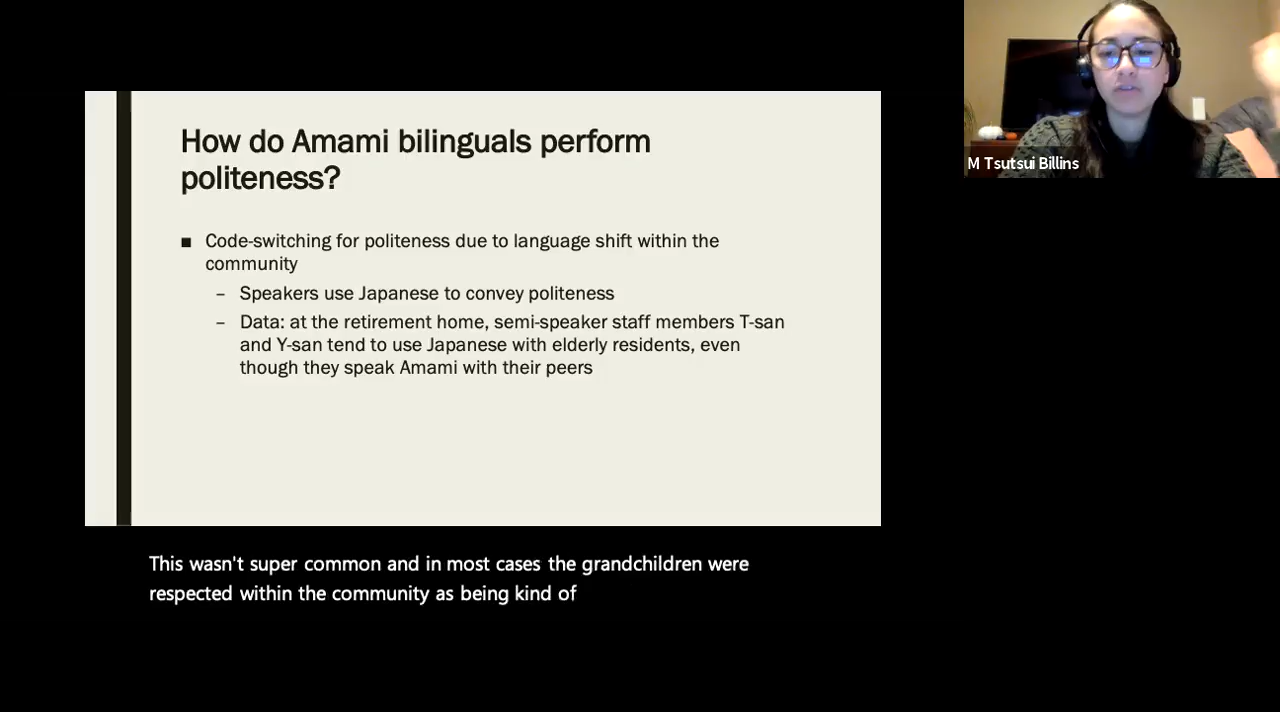 How do Amami bilinguals perform
politeness?
■ Code-switching for politeness due to language shift within the
community
– Speakers use Japanese to convey politeness
– Data: at the retirement home, semi-speaker staff members T-san
and Y-san tend to use Japanese with elderly residents, even
though they speak Amami with their peers
M Tsutsui Billins
This wasn't super common and in most cases the grandchildren were
respected within the community as being kind of